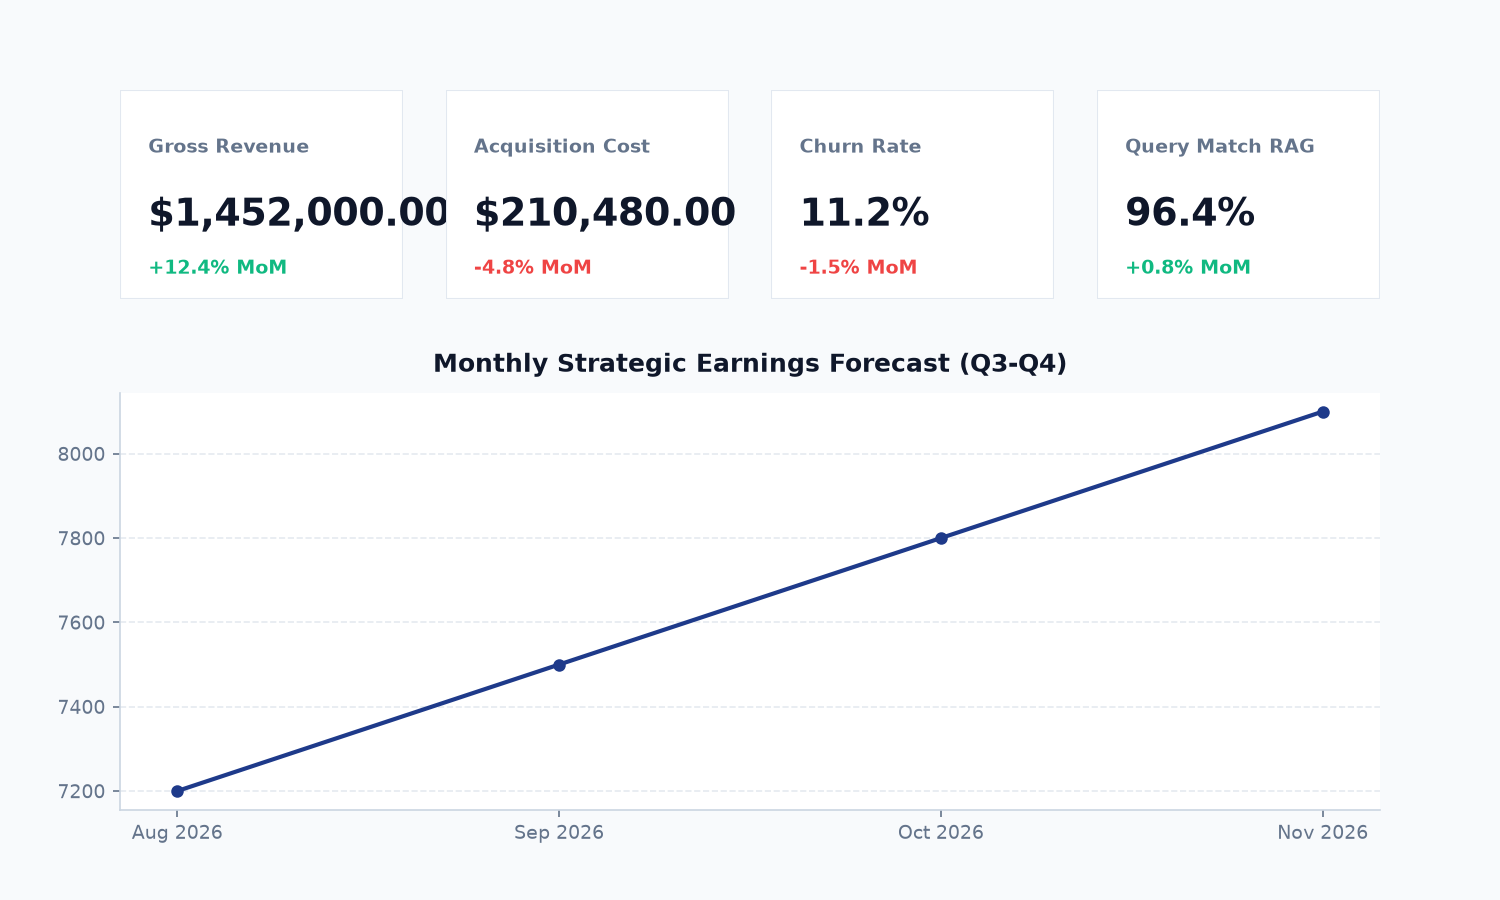 Gross Revenue
$1,452,000.00
+12.4% MoM
Acquisition Cost
$210,480.00
-4.8% MoM
Churn Rate
11.2%
-1.5% MoM
Query Match RAG
96.4%
+0.8% MoM
Monthly Strategic Earnings Forecast (Q3-Q4)
8000
7800
7600
7400
7200
Aug 2026 Sep 2026 Oct 2026 Nov 2026